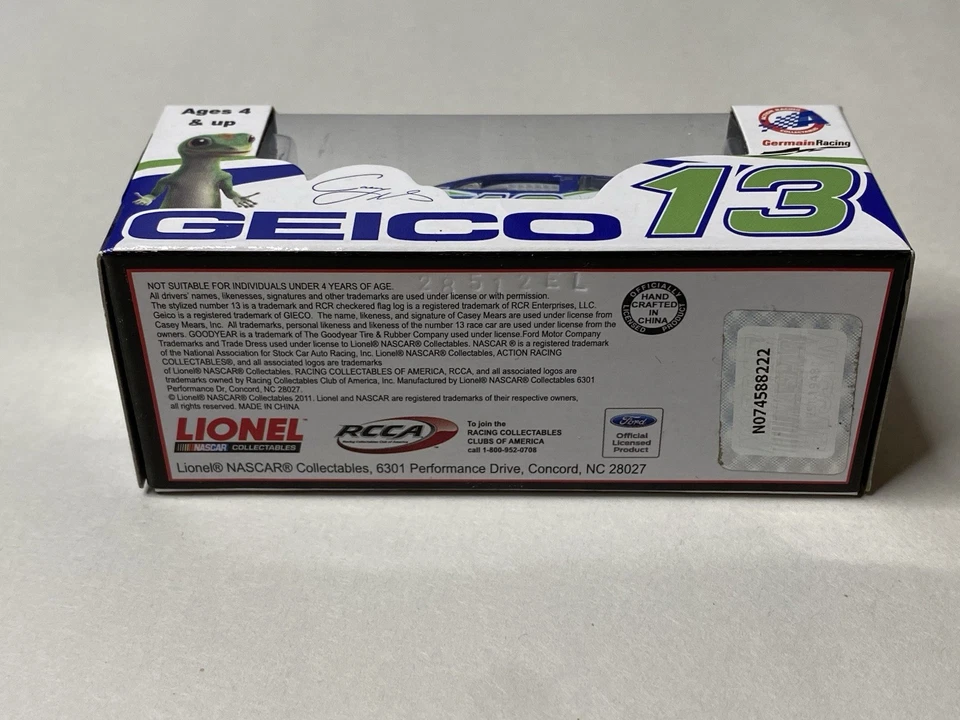 Ages 4
& up
GermainRacing
GEICO 13
NOT SUITABLE FOR INDIVIDUALS UNDER 4 YEARS OF AGE.
All drivers' names, likenesses, signatures and other trademarks are used under license or with permission.
The stylized number 13 is a trademark and RCR checkered flag log is a registered trademark of RCR Enterprises, LLC.
Geico is a registered trademark of GIECO. The name, likeness, and signature of Casey Mears are used under license from
Casey Mears, Inc. All trademarks, personal likeness and likeness of the number 13 race car are used under license from the
owners. GOODYEAR is a trademark of The Goodyear Tire & Rubber Company used under license.Ford Motor Company
Trademarks and Trade Dress used under license to Lionel® NASCAR® Collectables. NASCAR ® is a registered trademark
of the National Association for Stock Car Auto Racing, Inc. Lionel® NASCAR® Collectables, ACTION RACING
COLLECTABLES®, and all associated logos are trademarks
of Lionel® NASCAR® Collectables. RACING COLLECTABLES OF AMERICA, RCCA, and all associated logos are
trademarks owned by Racing Collectables Club of America, Inc. Manufactured by Lionel® NASCAR® Collectables 6301
Performance Dr, Concord, NC 28027.
© Lionel® NASCAR® Collectables 2011. Lionel and NASCAR are registered trademarks of their respective owners,
all rights reserved. MADE IN CHINA
OFFICIALLY LICENSED PRODUCT
HAND
CRAFTED
IN
CHINA
N074588222
LIONEL
NASCAR COLLECTABLES
RCCA
To join the
RACING COLLECTABLES
CLUBS OF AMERICA
call 1-800-952-0708
Ford
Official
Licensed
Product
Lionel® NASCAR® Collectables, 6301 Performance Drive, Concord, NC 28027